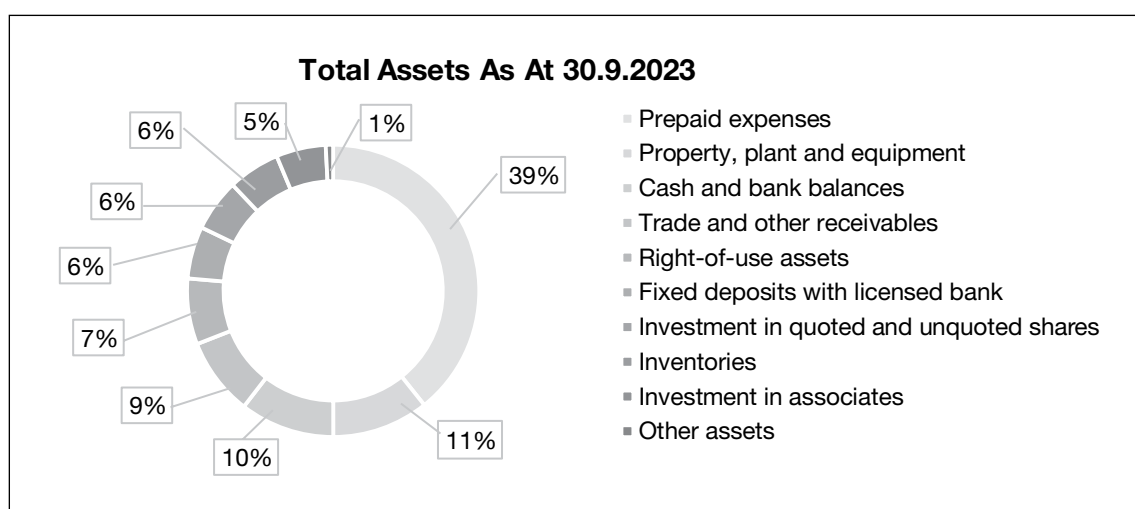 Total Assets As At 30.9.2023
39%
11%
10%
9%
7%
6%
6%
6%
5%
1%
Prepaid expenses
Property, plant and equipment
Cash and bank balances
Trade and other receivables
Right-of-use assets
Fixed deposits with licensed bank
Investment in quoted and unquoted shares
Inventories
Investment in associates
Other assets